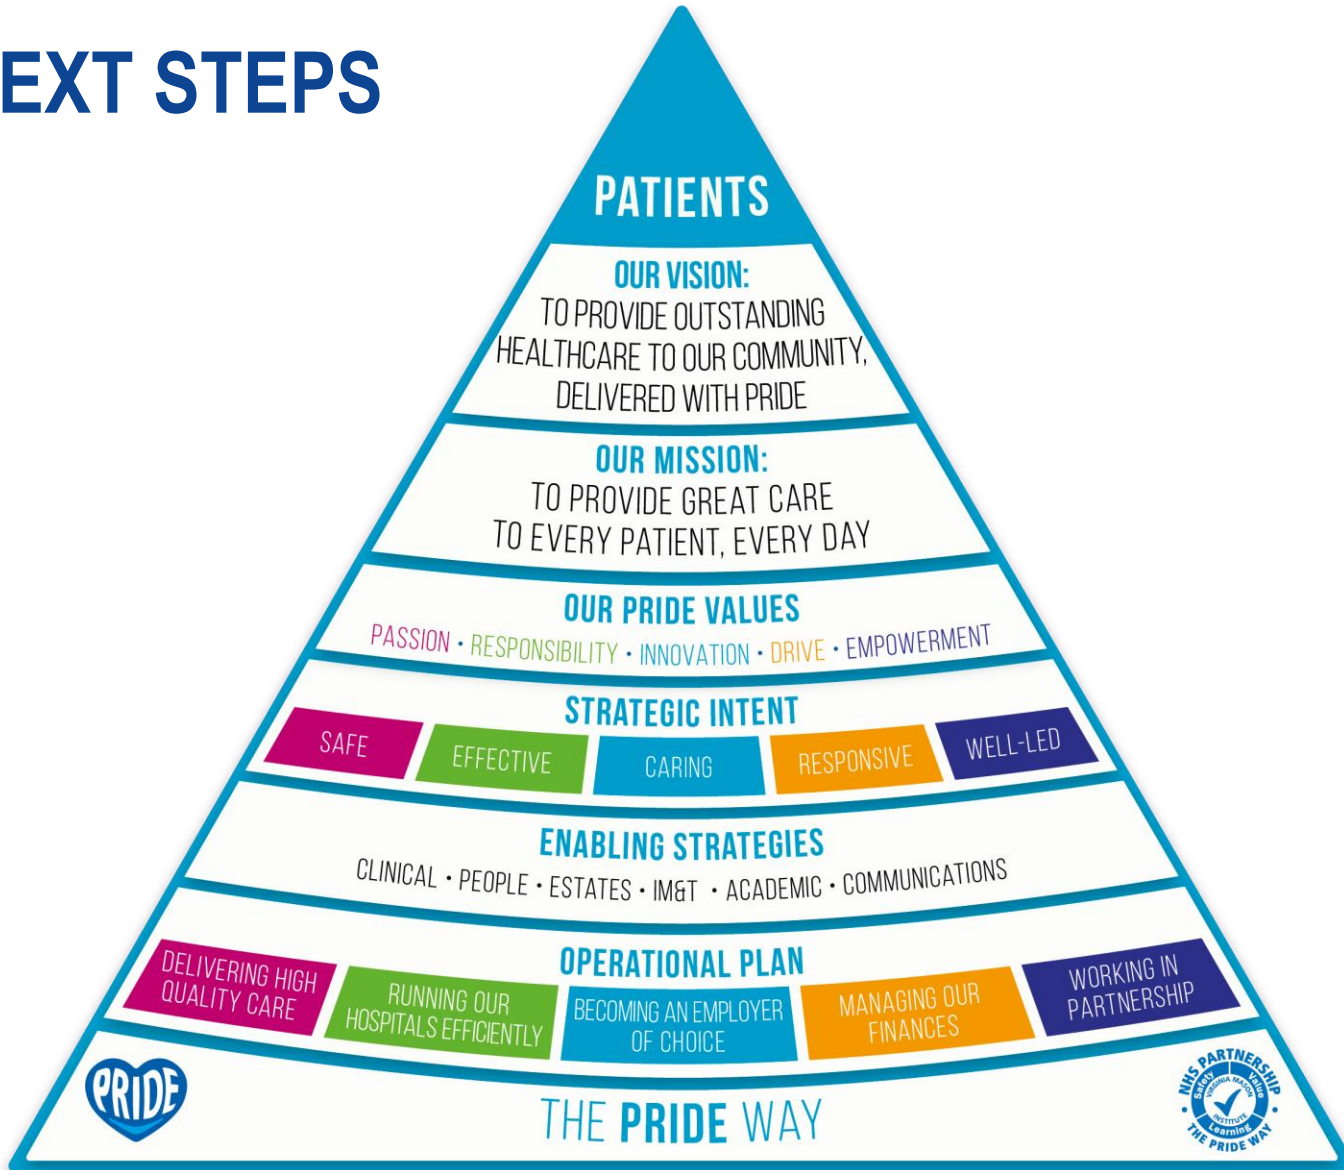 EXT STEPS
PATIENTS
OUR VISION:
TO PROVIDE OUTSTANDING
HEALTHCARE TO OUR COMMUNITY,
DELIVERED WITH PRIDE
OUR MISSION:
TO PROVIDE GREAT CARE
TO EVERY PATIENT, EVERY DAY
OUR PRIDE VALUES
PASSION • RESPONSIBILITY • INNOVATION • DRIVE • EMPOWERMENT
STRATEGIC INTENT
SAFE
EFFECTIVE
CARING
RESPONSIVE
WELL-LED
ENABLING STRATEGIES
CLINICAL • PEOPLE • ESTATES • IM&T • ACADEMIC • COMMUNICATIONS
OPERATIONAL PLAN
DELIVERING HIGH
QUALITY CARE
RUNNING OUR
HOSPITALS EFFICIENTLY
BECOMING AN EMPLOYER
OF CHOICE
MANAGING OUR
FINANCES
WORKING IN
PARTNERSHIP
PRIDE
THE PRIDE WAY
NHS PARTNERSHIP
Safety
Value
VIRGINIA MASON
INSTITUTE
Learning
• THE PRIDE WAY •